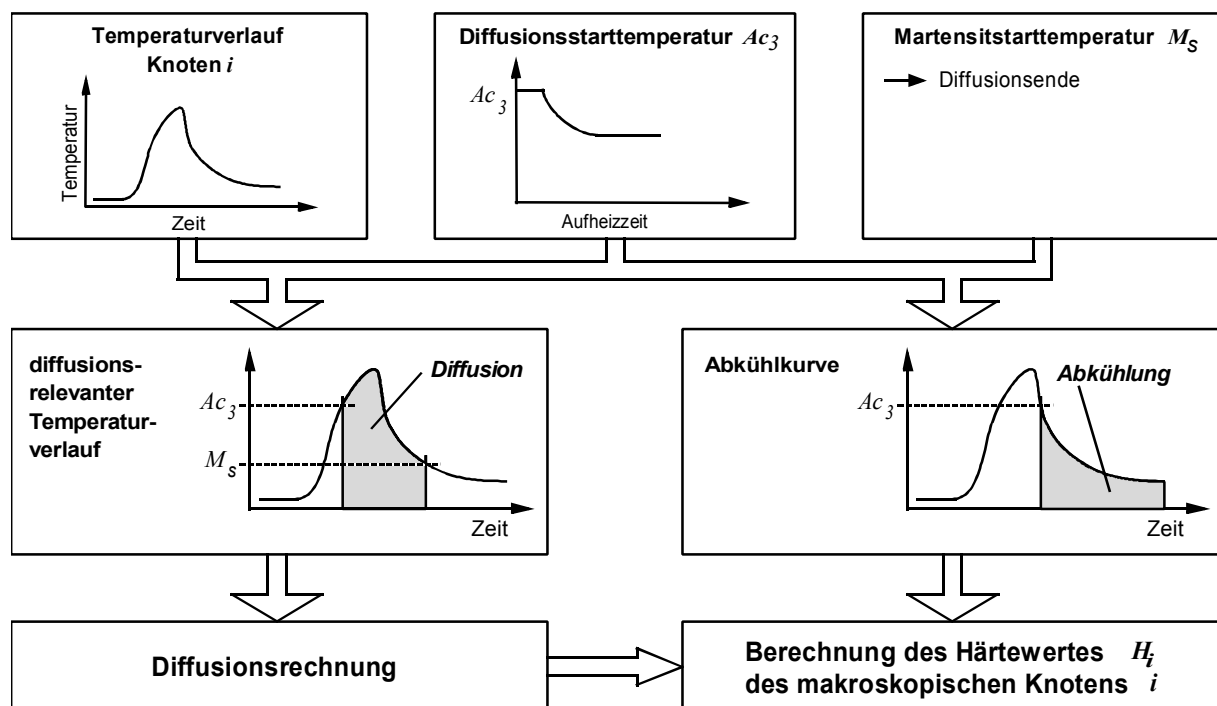 Temperaturverlauf
Knoten i
Temperatur
Zeit
Diffusionsstarttemperatur Ac3
Ac3
Aufheizzeit
Martensitstarttemperatur MS
Diffusionsende
diffusions-
relevanter
Temperatur-
verlauf
Diffusion
Ac3
Ms
Zeit
Abkühlkurve
Abkühlung
Ac3
Zeit
Diffusionsrechnung
Berechnung des Härtewertes Hi
des makroskopischen Knotens i